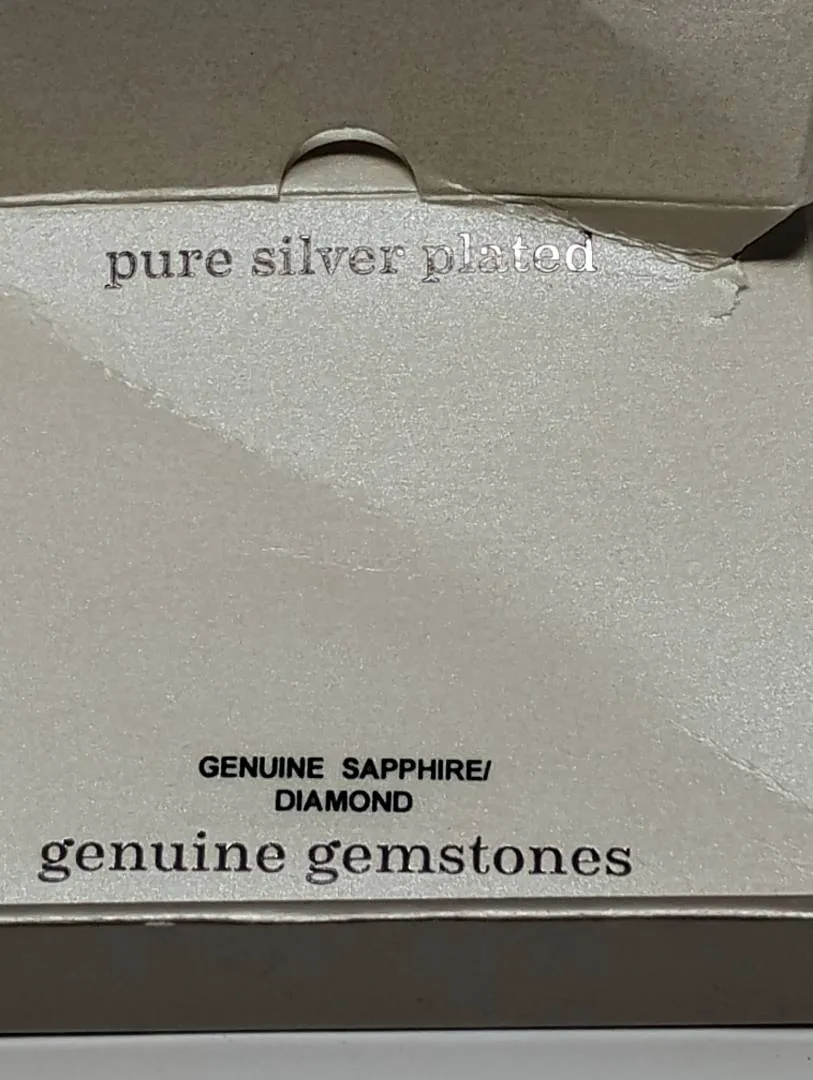 pure silver plated
GENUINE SAPPHIRE/
DIAMOND
genuine gemstones